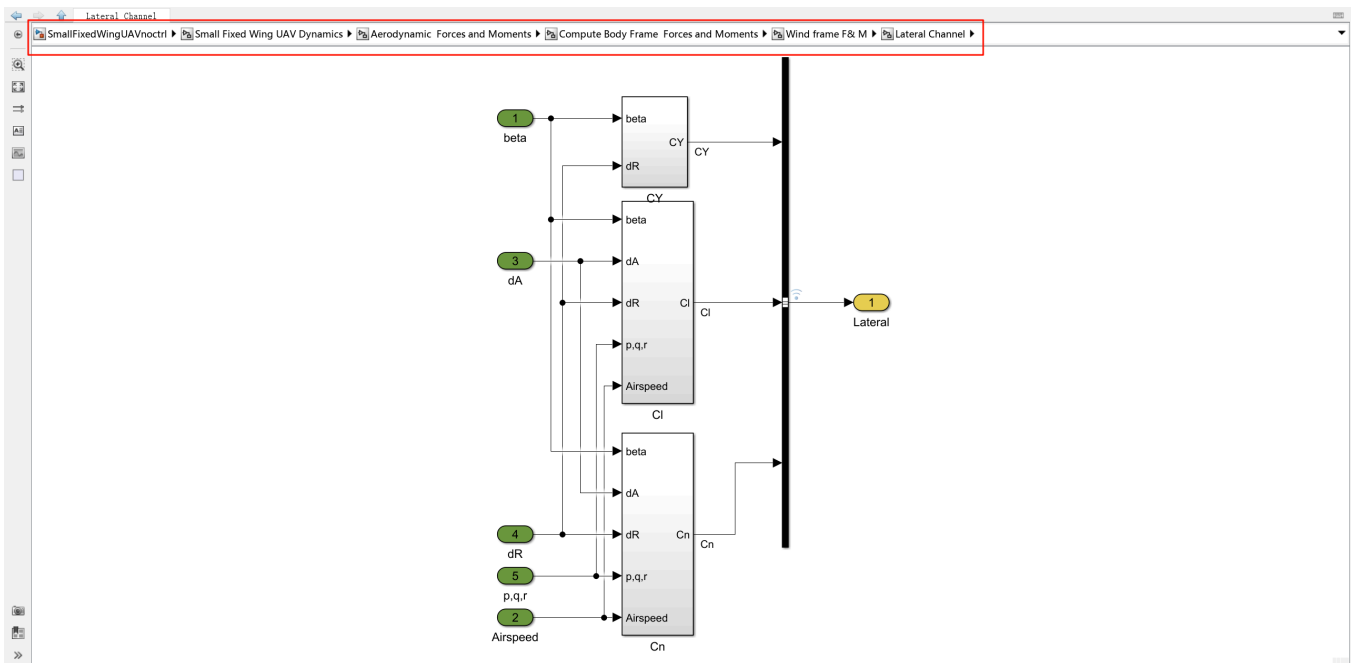 Lateral Channel
SmallFixedWingUAVnoctrl Small Fixed Wing UAV Dynamics Aerodynamic Forces and Moments Compute Body Frame Forces and Moments Wind frame F& M Lateral Channel
1
beta
beta
dR
CY
CY
CY
3
dA
beta
dA
dR
p,q,r
Airspeed
Cl
Cl
Cl
1
Lateral
4
dR
5
p,q,r
2
Airspeed
beta
dA
dR
p,q,r
Airspeed
Cn
Cn
Cn